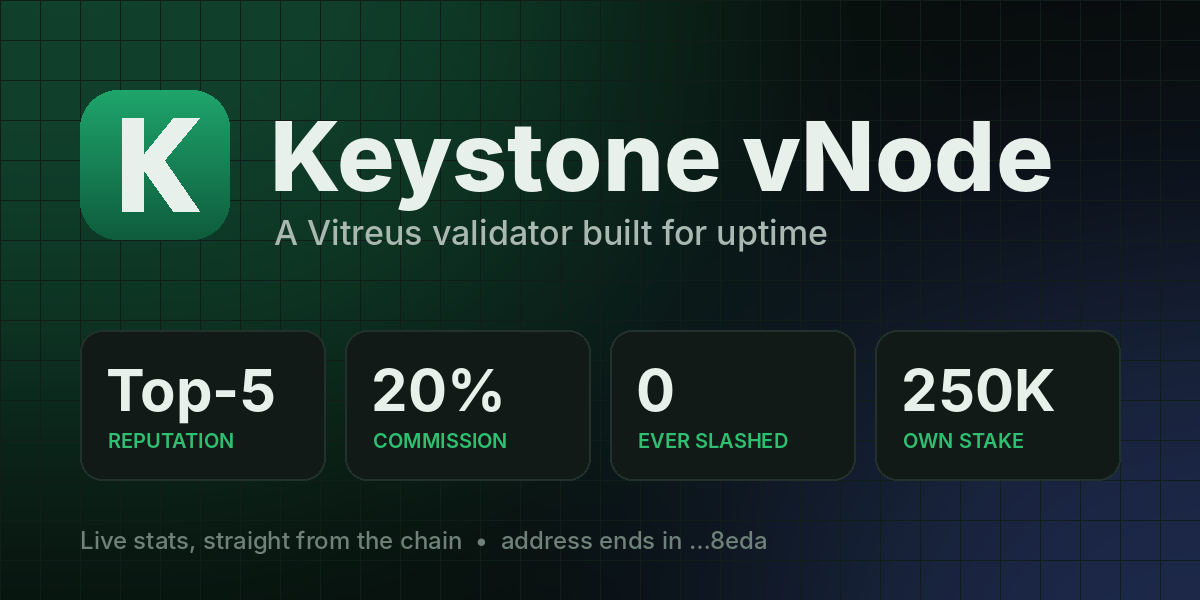 K
Keystone vNode
A Vitreus validator built for uptime
Top-5
REPUTATION
20%
COMMISSION
0
EVER SLASHED
250K
OWN STAKE
Live stats, straight from the chain • address ends in ...8eda